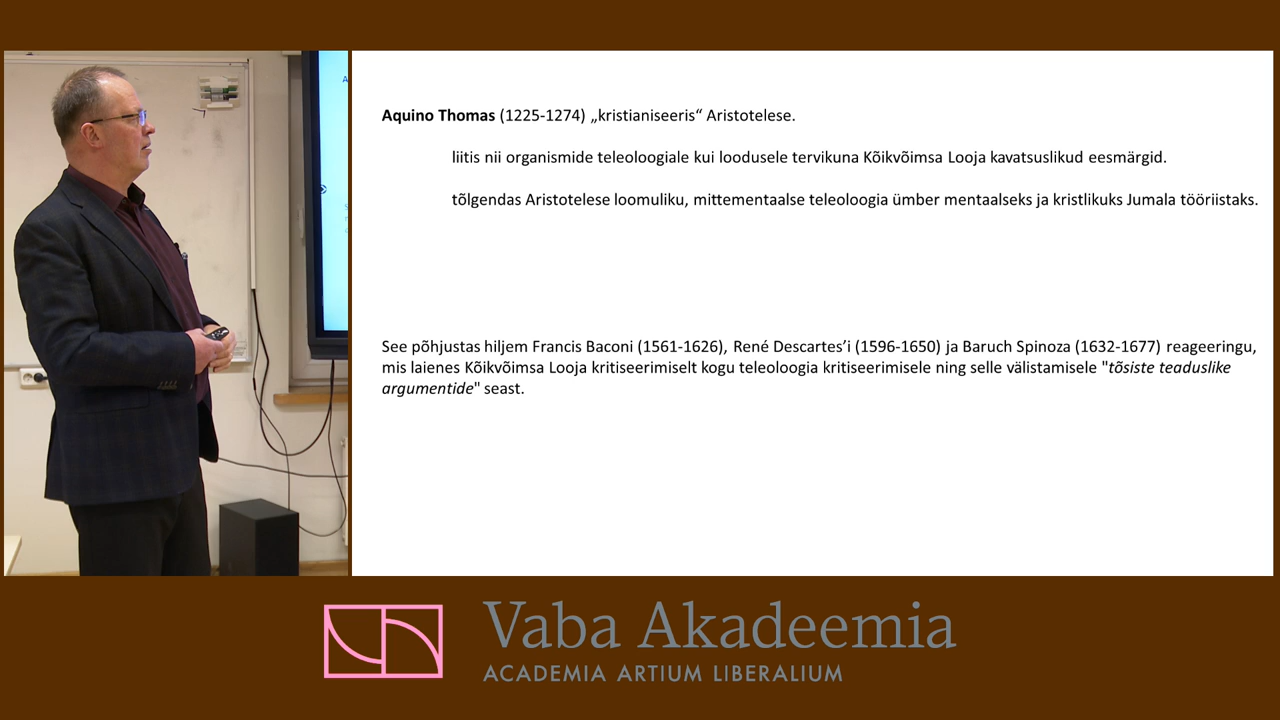 Aquino Thomas (1225-1274) „kristianiseeris“ Aristotelese.
liitis nii organismide teleoloogiale kui loodusele tervikuna Kõikvõimsa Looja kavatsuslikud eesmärgid.
tõlgendas Aristotelese loomuliku, mittementaalse teleoloogia ümber mentaalseks ja kristlikuks Jumala tööriistaks.
See põhjustas hiljem Francis Baconi (1561-1626), René Descartes’i (1596-1650) ja Baruch Spinoza (1632-1677) reageeringu,
mis laienes Kõikvõimsa Looja kritiseerimiselt kogu teleoloogia kritiseerimisele ning selle välistamisele "tõsiste teaduslike
argumentide" seast.
Vaba Akadeemia
ACADEMIA ARTIUM LIBERALIUM